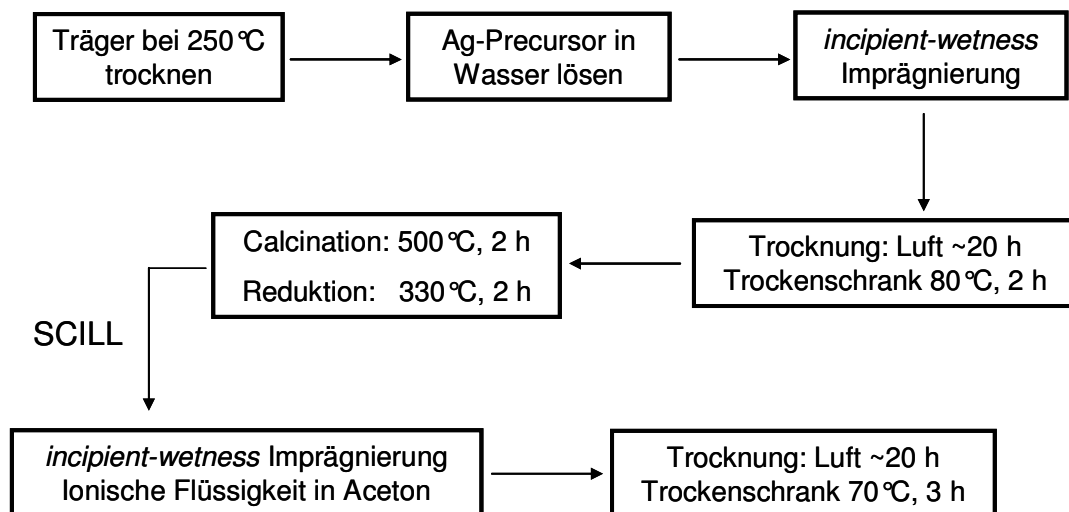 Träger bei 250°C
trocknen
Ag-Precursor in
Wasser lösen
incipient-wetness
Imprägnierung
Trocknung: Luft ~20 h
Trockenschrank 80°C, 2 h
Calcination: 500°C, 2 h
Reduktion: 330°C, 2 h
SCILL
incipient-wetness Imprägnierung
Ionische Flüssigkeit in Aceton
Trocknung: Luft ~20 h
Trockenschrank 70°C, 3 h